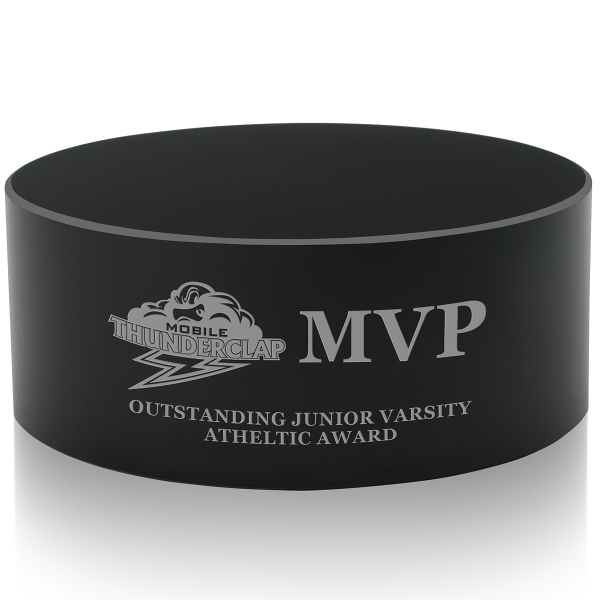 MOBILE
THUNDERCLAP
MVP
OUTSTANDING JUNIOR VARSITY
ATHELTIC AWARD